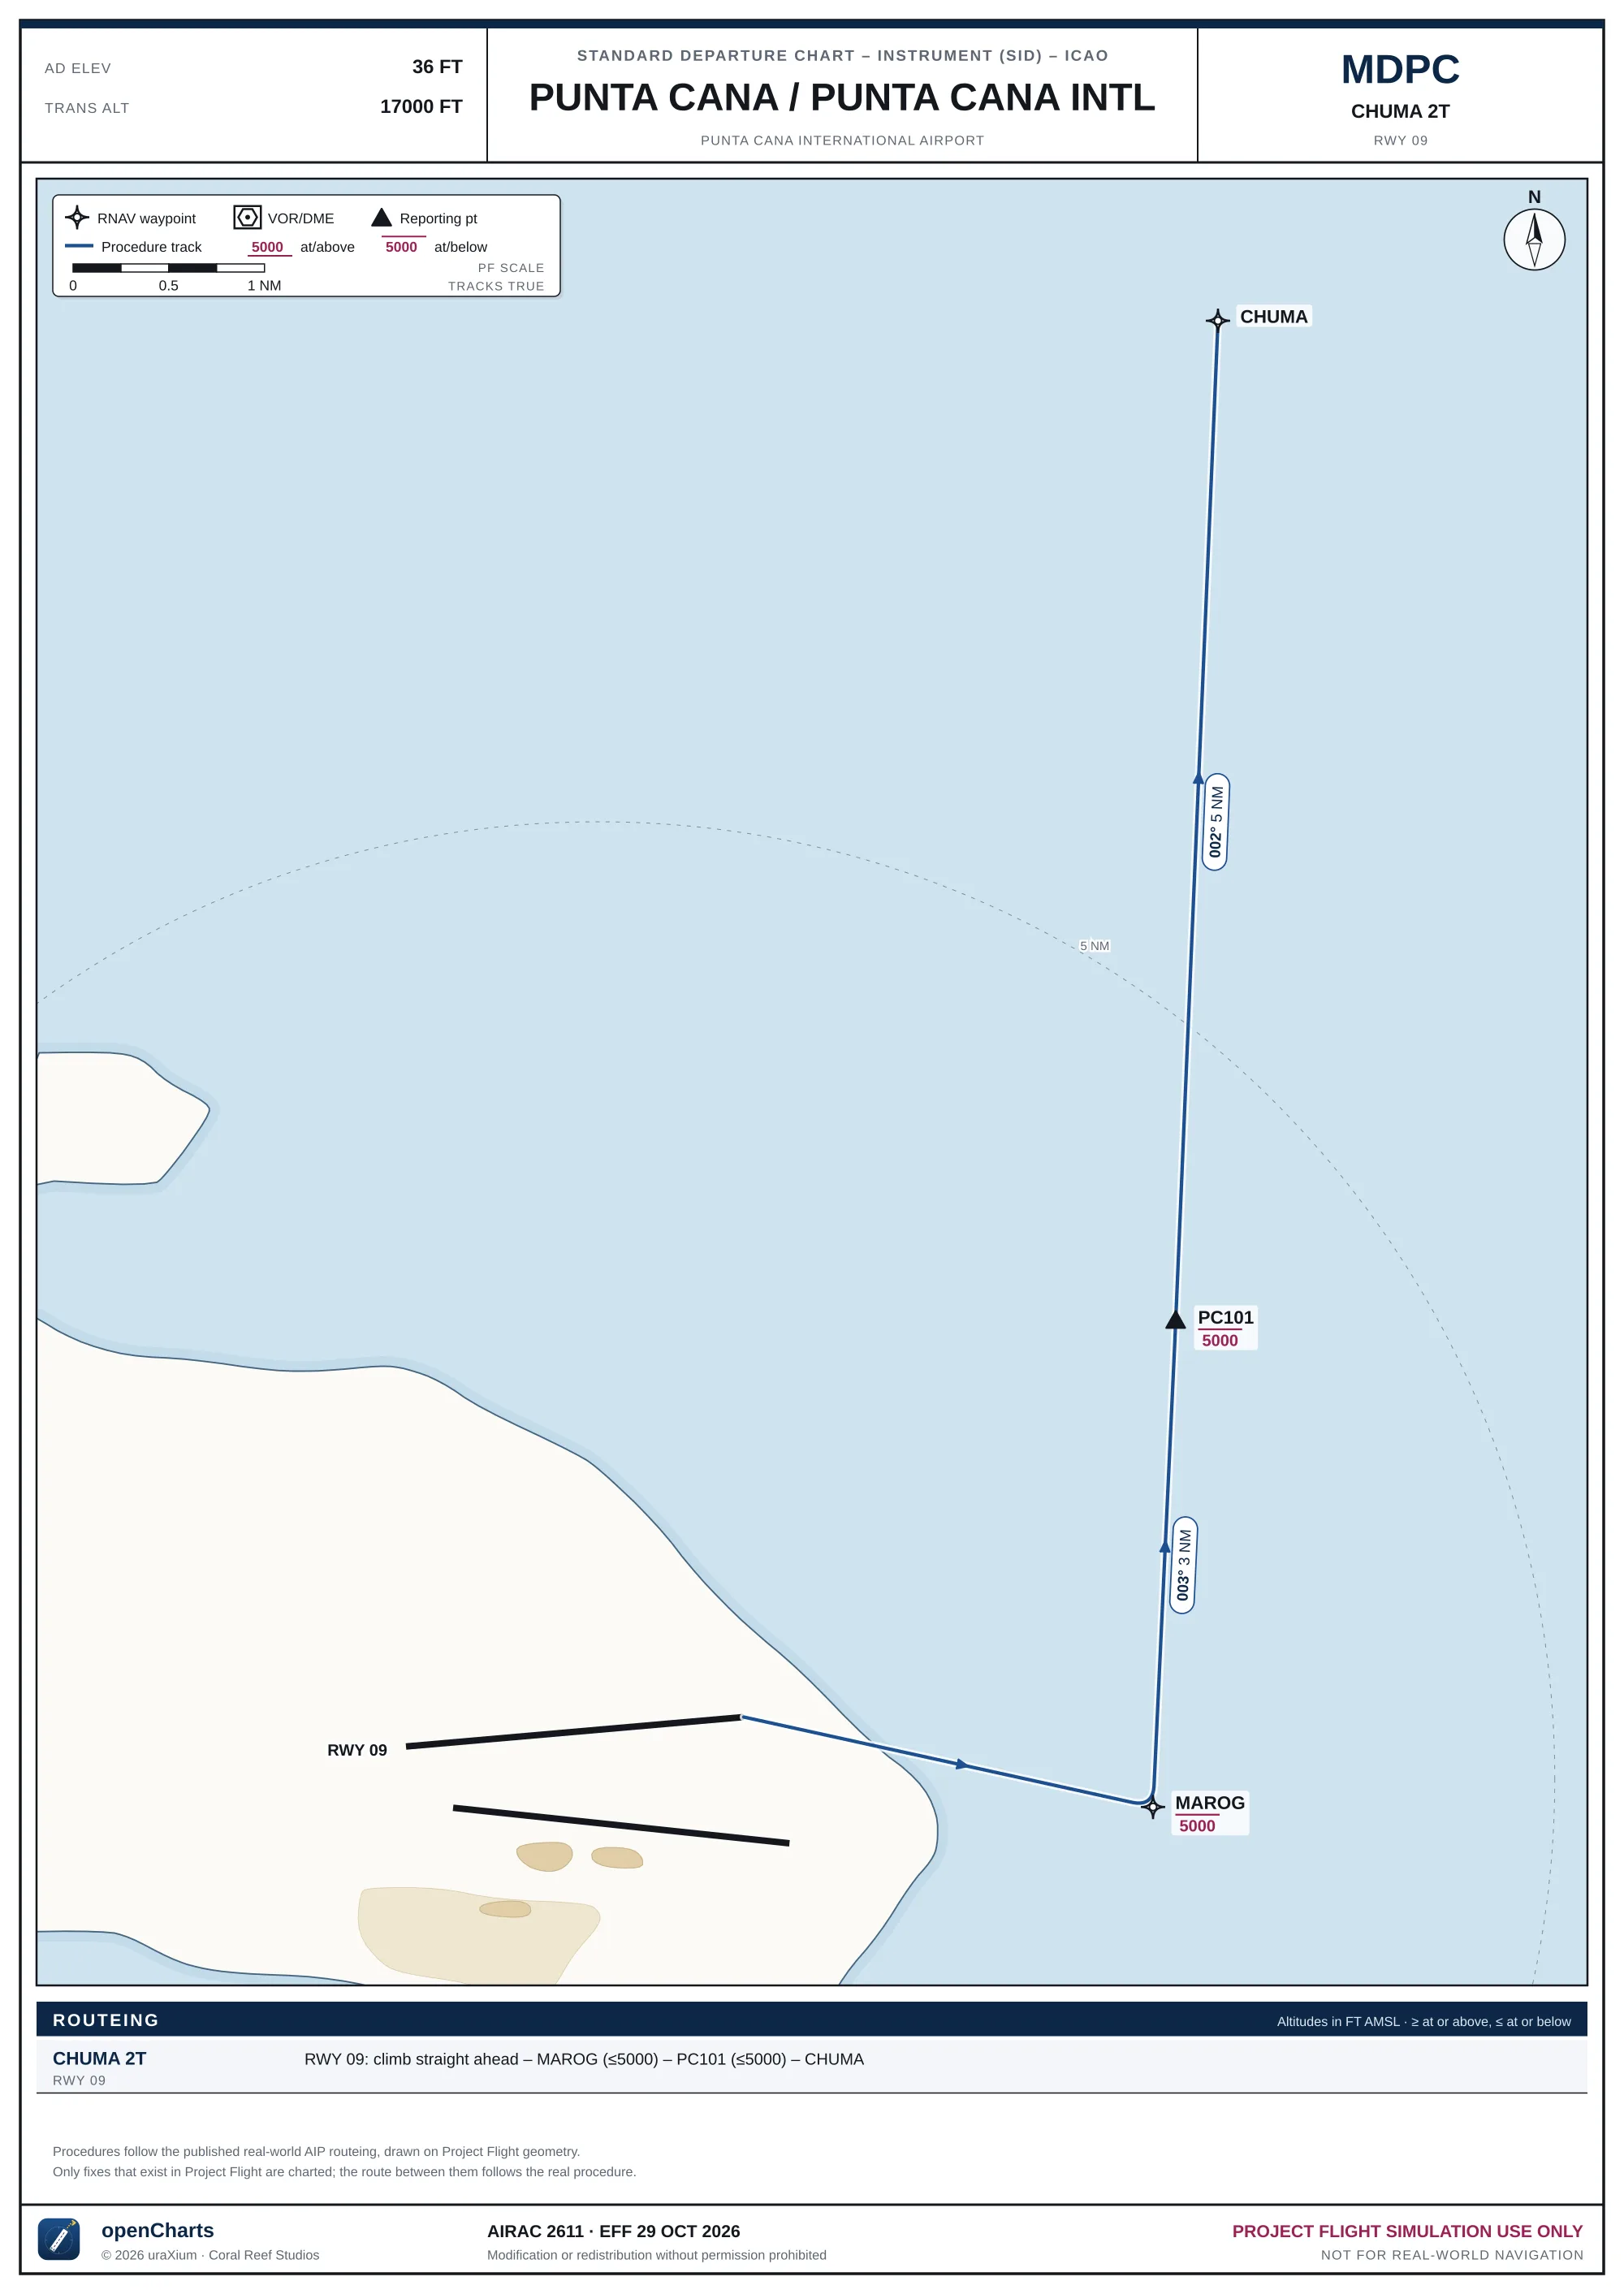 AD ELEV 36 FT
TRANS ALT 17000 FT
STANDARD DEPARTURE CHART – INSTRUMENT (SID) – ICAO
PUNTA CANA / PUNTA CANA INTL
PUNTA CANA INTERNATIONAL AIRPORT
MDPC
CHUMA 2T
RWY 09
RNAV waypoint VOR/DME Reporting pt
Procedure track 5000 at/above 5000 at/below
PF SCALE
0 0.5 1 NM TRACKS TRUE
N
CHUMA
002° 5 NM
5 NM
PC101
5000
003° 3 NM
RWY 09
MAROG
5000
ROUTEING Altitudes in FT AMSL · ≥ at or above, ≤ at or below
CHUMA 2T RWY 09: climb straight ahead – MAROG (≤5000) – PC101 (≤5000) – CHUMA
RWY 09
Procedures follow the published real-world AIP routeing, drawn on Project Flight geometry.
Only fixes that exist in Project Flight are charted; the route between them follows the real procedure.
openCharts
© 2026 uraXium · Coral Reef Studios
AIRAC 2611 · EFF 29 OCT 2026
Modification or redistribution without permission prohibited
PROJECT FLIGHT SIMULATION USE ONLY
NOT FOR REAL-WORLD NAVIGATION